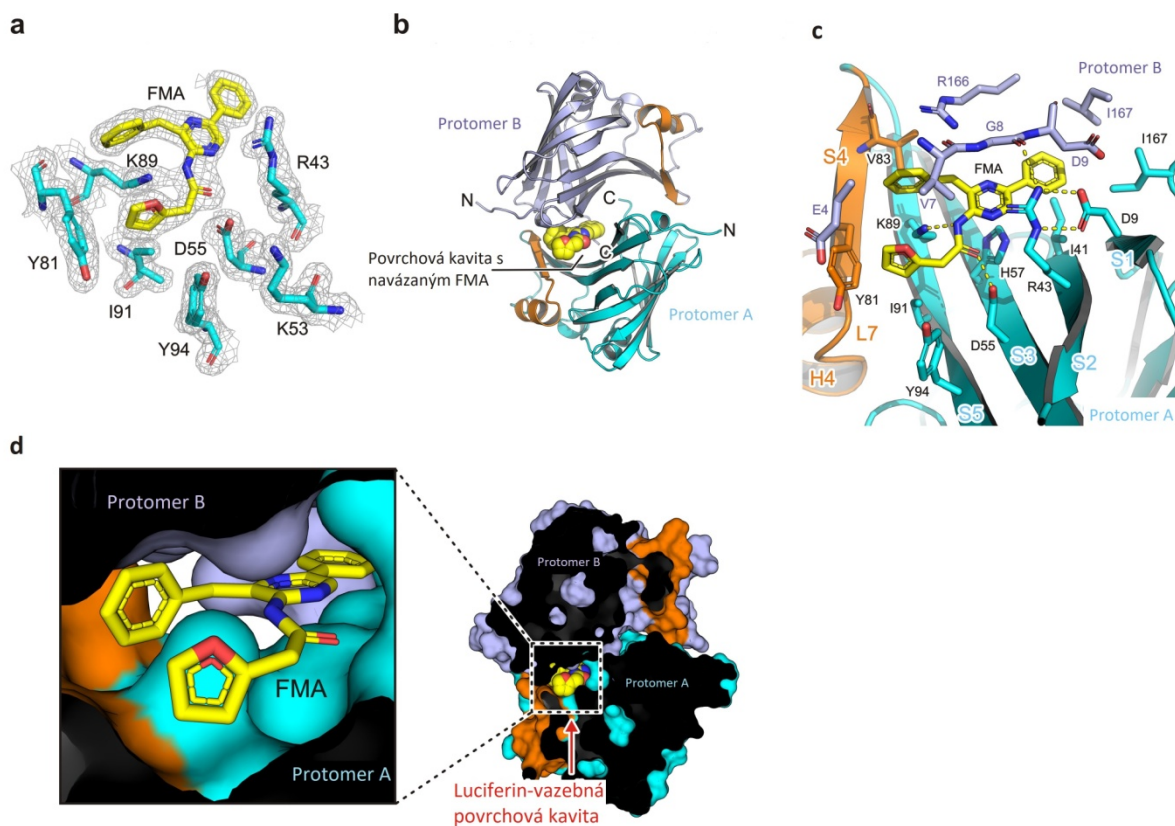 a
FMA
K89
R43
Y81
D55
I91
K53
Y94
b
Protomer B
N
C
N
C
Povrchová kavita s
navázaným FMA
Protomer A
c
R166
Protomer B
I167
G8
S4
V83
I167
FMA
D9
E4
V7
K89
D9
I41
S1
H57
Y81
R43
I91
L7
D55
S3
S2
H4
Y94
S5
Protomer A
d
Protomer B
FMA
Protomer A
Protomer B
Protomer A
Luciferin-vazebná
povrchová kavita